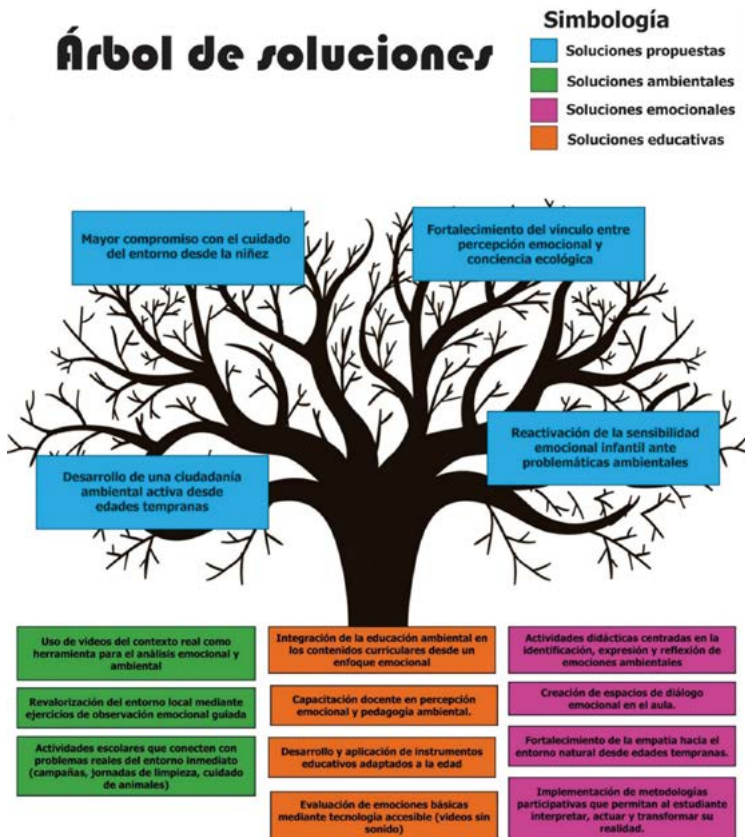 Árbol de soluciones
Simbología
Soluciones propuestas
Soluciones ambientales
Soluciones emocionales
Soluciones educativas
Mayor compromiso con el cuidado
del entorno desde la niñez
Fortalecimiento del vínculo entre
percepción emocional y
conciencia ecológica
Desarrollo de una ciudadanía
ambiental activa desde
edades tempranas
Reactivación de la sensibilidad
emocional infantil ante
problemáticas ambientales
Uso de videos del contexto real como
herramienta para el análisis emocional y
ambiental
Revalorización del entorno local mediante
ejercicios de observación emocional guiada
Actividades escolares que conecten con
problemas reales del entorno inmediato
(campañas, jornadas de limpieza, cuidado
de animales)
Integración de la educación ambiental en
los contenidos curriculares desde un
enfoque emocional
Capacitación docente en percepción
emocional y pedagogía ambiental.
Desarrollo y aplicación de instrumentos
educativos adaptados a la edad
Evaluación de emociones básicas
mediante tecnología accesible (videos sin
sonido)
Actividades didácticas centradas en la
identificación, expresión y reflexión de
emociones ambientales
Creación de espacios de diálogo
emocional en el aula.
Fortalecimiento de la empatía hacia el
entorno natural desde edades tempranas.
Implementación de metodologías
participativas que permitan al estudiante
interpretar, actuar y transformar su
realidad.